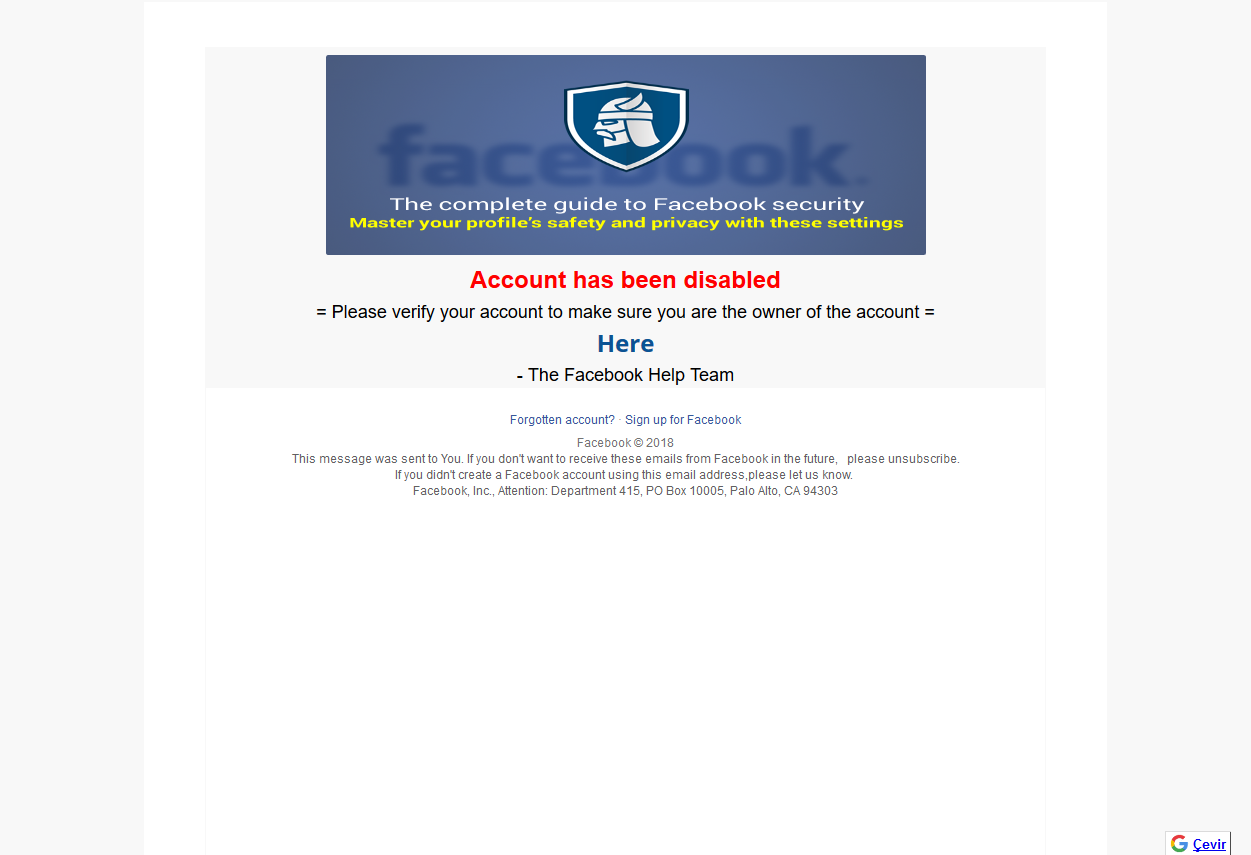 facebook.
The complete guide to Facebook security
Master your profile's safety and privacy with these settings
Account has been disabled
= Please verify your account to make sure you are the owner of the account =
Here
- The Facebook Help Team
Forgotten account? · Sign up for Facebook
Facebook © 2018
This message was sent to You. If you don't want to receive these emails from Facebook in the future, please unsubscribe.
If you didn't create a Facebook account using this email address,please let us know.
Facebook, Inc., Attention: Department 415, PO Box 10005, Palo Alto, CA 94303
Çevir